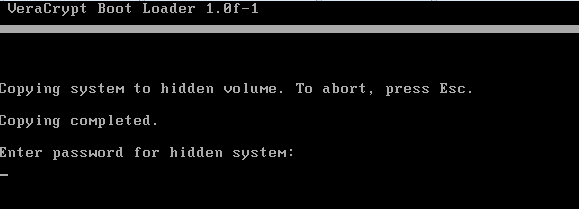 VeraCrypt Boot Loader 1.0f-1
Copying system to hidden volume. To abort, press Esc.
Copying completed.
Enter password for hidden system:
_